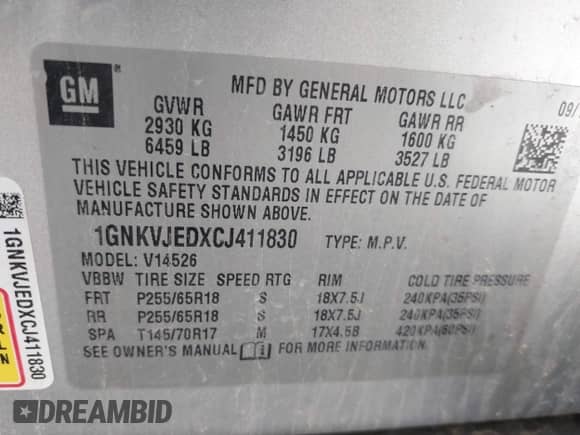 GM
MFD BY GENERAL MOTORS LLC
09/
GVWR GAWR FRT GAWR RR
2930 KG 1450 KG 1600 KG
6459 LB 3196 LB 3527 LB
THIS VEHICLE CONFORMS TO ALL APPLICABLE U.S. FEDERAL MOTOR
VEHICLE SAFETY STANDARDS IN EFFECT ON THE DATE OF
MANUFACTURE SHOWN ABOVE.
1GNKVJEDXCJ411830 TYPE: M.P.V.
MODEL: V14526
VBBW TIRE SIZE SPEED RTG RIM COLD TIRE PRESSURE
FRT P255/65R18 S 18X7.5J 240KPA(35PSI)
RR P255/65R18 S 18X7.5J 240KPA(35PSI)
SPA T145/70R17 M 17X4.5B 420KPA(60PSI)
SEE OWNER'S MANUAL FOR MORE INFORMATION.
1GNKVJEDXCJ411830
DREAMBID